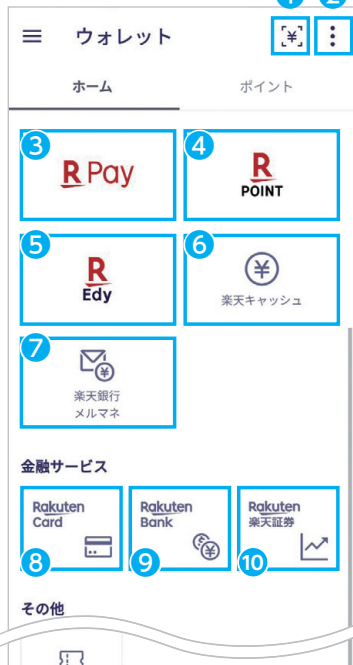 1 2
ウォレット
ホーム ポイント
3 R Pay
4 R
POINT
5 R
Edy
6 ¥
楽天キャッシュ
7 ¥
楽天銀行
メルマネ
金融サービス
Rakuten
Card
8
Rakuten
Bank
9 ¥
Rakuten
楽天証券
10
その他